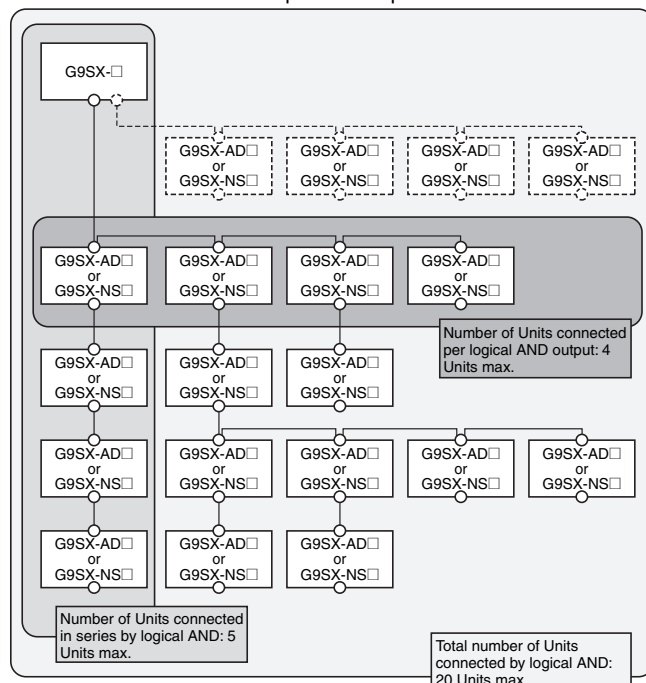 G9SX-□
G9SX-AD□
or
G9SX-NS□
G9SX-AD□
or
G9SX-NS□
G9SX-AD□
or
G9SX-NS□
G9SX-AD□
or
G9SX-NS□
G9SX-AD□
or
G9SX-NS□
G9SX-AD□
or
G9SX-NS□
G9SX-AD□
or
G9SX-NS□
G9SX-AD□
or
G9SX-NS□
Number of Units connected
per logical AND output: 4
Units max.
G9SX-AD□
or
G9SX-NS□
G9SX-AD□
or
G9SX-NS□
G9SX-AD□
or
G9SX-NS□
G9SX-AD□
or
G9SX-NS□
G9SX-AD□
or
G9SX-NS□
G9SX-AD□
or
G9SX-NS□
G9SX-AD□
or
G9SX-NS□
G9SX-AD□
or
G9SX-NS□
G9SX-AD□
or
G9SX-NS□
G9SX-AD□
or
G9SX-NS□
G9SX-AD□
or
G9SX-NS□
Number of Units connected
in series by logical AND: 5
Units max.
Total number of Units
connected by logical AND:
20 Units max.